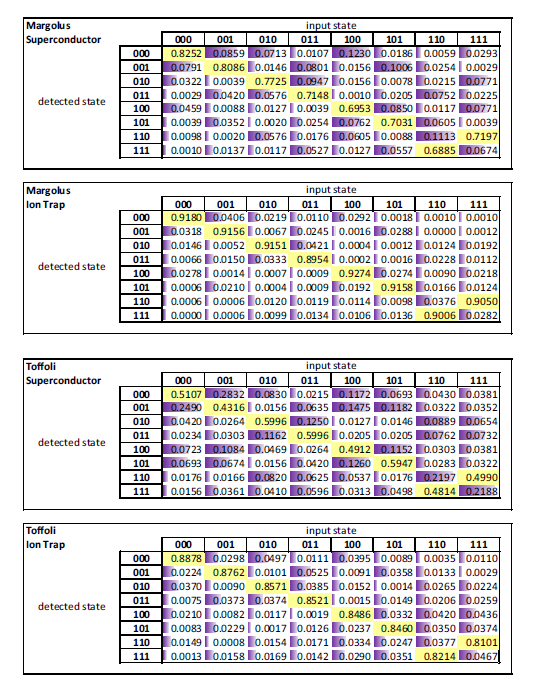 Margolus input state
Superconductor 000 001 010 011 100 101 110 111
000 0.8252 0.0859 0.0713 0.0107 0.1230 0.0186 0.0059 0.0293
001 0.0791 0.8086 0.0146 0.0801 0.0156 0.1006 0.0254 0.0029
010 0.0322 0.0039 0.7725 0.0947 0.0156 0.0078 0.0215 0.0771
detected state 011 0.0029 0.0420 0.0576 0.7148 0.0010 0.0205 0.0752 0.0225
100 0.0459 0.0088 0.0127 0.0039 0.6953 0.0850 0.0117 0.0771
101 0.0039 0.0352 0.0020 0.0254 0.0762 0.7031 0.0605 0.0039
110 0.0098 0.0020 0.0576 0.0176 0.0605 0.0088 0.1113 0.7197
111 0.0010 0.0137 0.0117 0.0527 0.0127 0.0557 0.6885 0.0674
Margolus input state
Ion Trap 000 001 010 011 100 101 110 111
000 0.9180 0.0406 0.0219 0.0110 0.0292 0.0018 0.0010 0.0010
001 0.0318 0.9156 0.0067 0.0245 0.0016 0.0288 0.0000 0.0012
010 0.0146 0.0052 0.9151 0.0421 0.0004 0.0012 0.0124 0.0192
detected state 011 0.0066 0.0150 0.0333 0.8954 0.0002 0.0016 0.0228 0.0112
100 0.0278 0.0014 0.0007 0.0009 0.9274 0.0274 0.0090 0.0218
101 0.0006 0.0210 0.0004 0.0009 0.0192 0.9158 0.0166 0.0124
110 0.0006 0.0006 0.0120 0.0119 0.0114 0.0098 0.0376 0.9050
111 0.0000 0.0006 0.0099 0.0134 0.0106 0.0136 0.9006 0.0282
Toffoli input state
Superconductor 000 001 010 011 100 101 110 111
000 0.5107 0.2832 0.0830 0.0215 0.1172 0.0693 0.0430 0.0381
001 0.2490 0.4316 0.0156 0.0635 0.1475 0.1182 0.0322 0.0352
010 0.0420 0.0264 0.5996 0.1250 0.0127 0.0146 0.0889 0.0654
detected state 011 0.0234 0.0303 0.1162 0.5996 0.0205 0.0205 0.0762 0.0732
100 0.0723 0.1084 0.0469 0.0264 0.4912 0.1152 0.0303 0.0381
101 0.0693 0.0674 0.0156 0.0420 0.1260 0.5947 0.0283 0.0322
110 0.0176 0.0166 0.0820 0.0625 0.0537 0.0176 0.2197 0.4990
111 0.0156 0.0361 0.0410 0.0596 0.0313 0.0498 0.4814 0.2188
Toffoli input state
Ion Trap 000 001 010 011 100 101 110 111
000 0.8878 0.0298 0.0497 0.0111 0.0395 0.0089 0.0035 0.0110
001 0.0224 0.8762 0.0101 0.0525 0.0091 0.0358 0.0133 0.0029
010 0.0370 0.0090 0.8571 0.0385 0.0152 0.0014 0.0265 0.0224
detected state 011 0.0075 0.0373 0.0374 0.8521 0.0015 0.0149 0.0206 0.0259
100 0.0210 0.0082 0.0117 0.0019 0.8486 0.0332 0.0420 0.0436
101 0.0083 0.0229 0.0017 0.0126 0.0237 0.8460 0.0350 0.0374
110 0.0149 0.0008 0.0154 0.0171 0.0334 0.0247 0.0377 0.8101
111 0.0013 0.0158 0.0169 0.0142 0.0290 0.0351 0.8214 0.0467